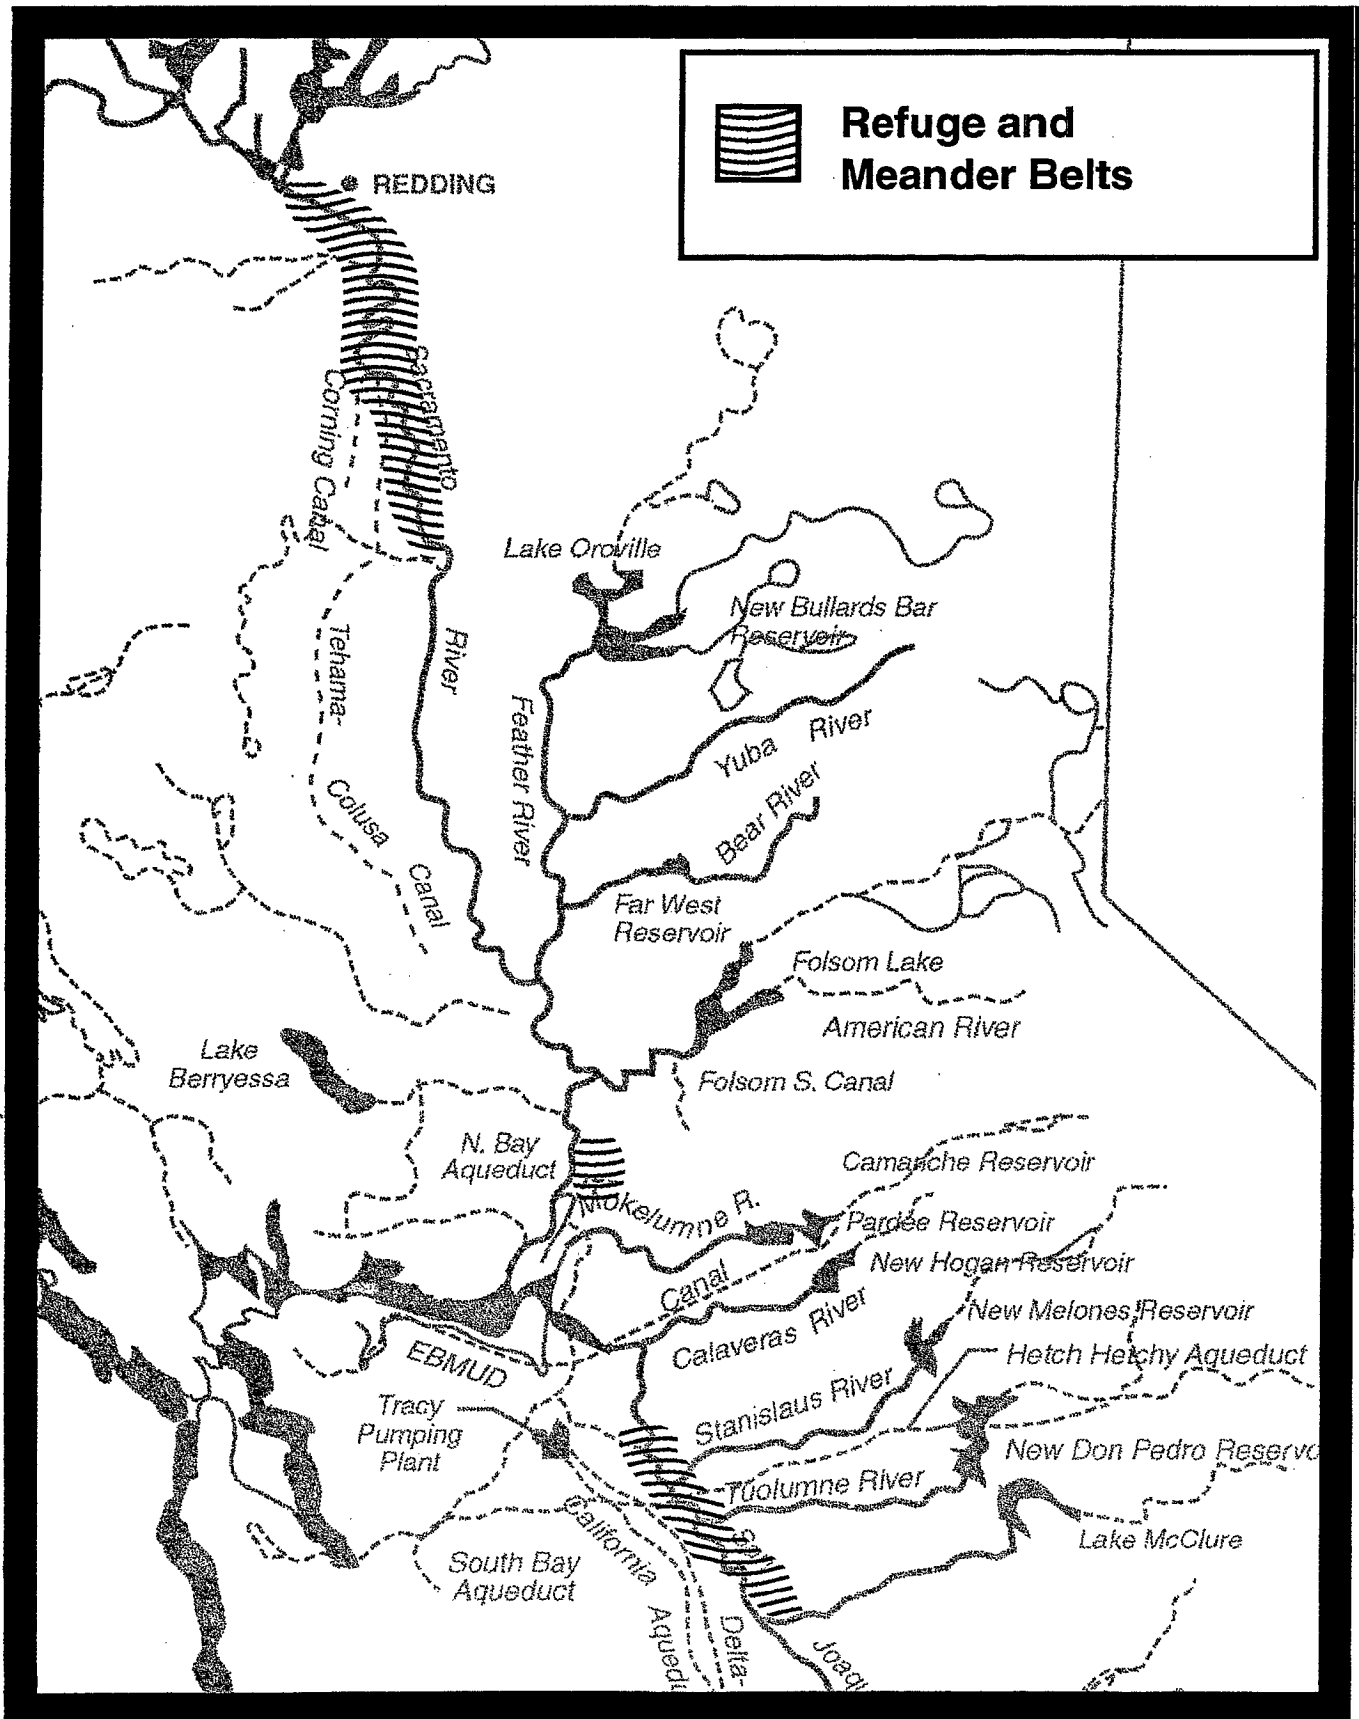 Refuge and
Meander Belts
REDDING
Sacramento
Corning Canal
Lake Oroville
New Bullards Bar
Reservoir
River
Tehama-
Feather River
Yuba River
Colusa
Bear River
Canal
Far West
Reservoir
Folsom Lake
American River
Lake
Berryessa
Folsom S. Canal
N. Bay
Aqueduct
Camanche Reservoir
Mokelumne R.
Pardee Reservoir
New Hogan Reservoir
Canal
New Melones Reservoir
Calaveras River
Hetch Hetchy Aqueduct
EBMUD
Stanislaus River
Tracy
Pumping
Plant
New Don Pedro Reservo
Tuolumne River
California
San
Lake McClure
South Bay
Aqueduct
Aquedu
Delta-
Joaqu